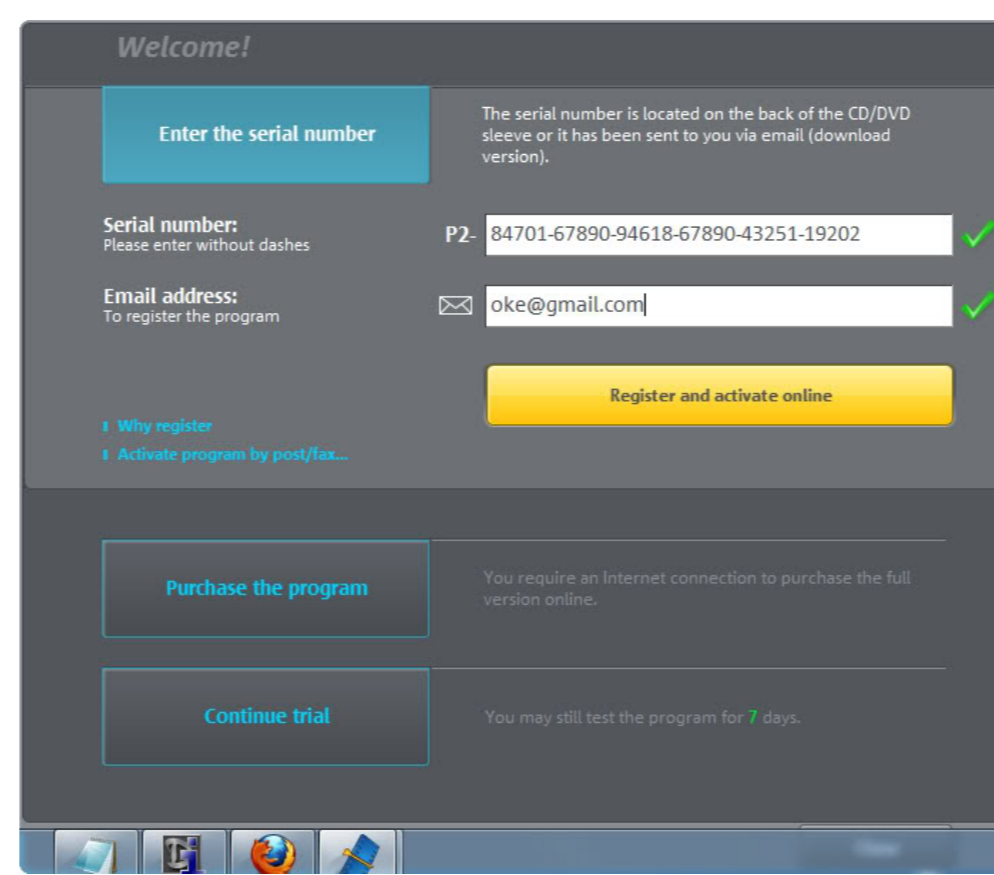 Welcome!
Enter the serial number
The serial number is located on the back of the CD/DVD
sleeve or it has been sent to you via email (download
version).
Serial number:
Please enter without dashes
P2- 84701-67890-94618-67890-43251-19202
Email address:
To register the program
oke@gmail.com
Register and activate online
Why register
Activate program by post/fax...
Purchase the program
You require an Internet connection to purchase the full
version online.
Continue trial
You may still test the program for 7 days.